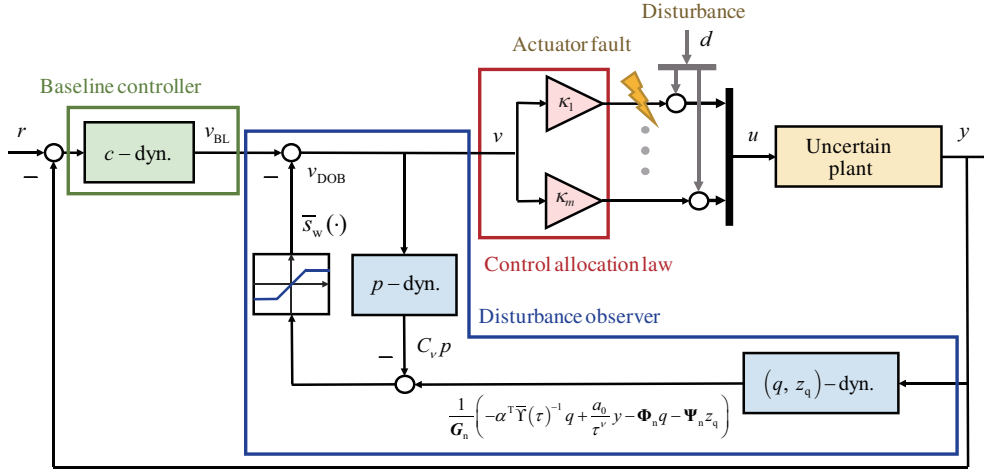 Disturbance
d
Actuator fault
Baseline controller
r
c – dyn.
v_BL
–
–
v_DOB
v
κ_1
κ_m
u
Uncertain
plant
y
s̅_w(·)
Control allocation law
p – dyn.
Disturbance observer
–
C_ν p
(q, z_q) – dyn.
1/G_n (−α^T Υ̅(τ)^{−1} q + a_0/τ^ν y − Φ_n q − Ψ_n z_q)